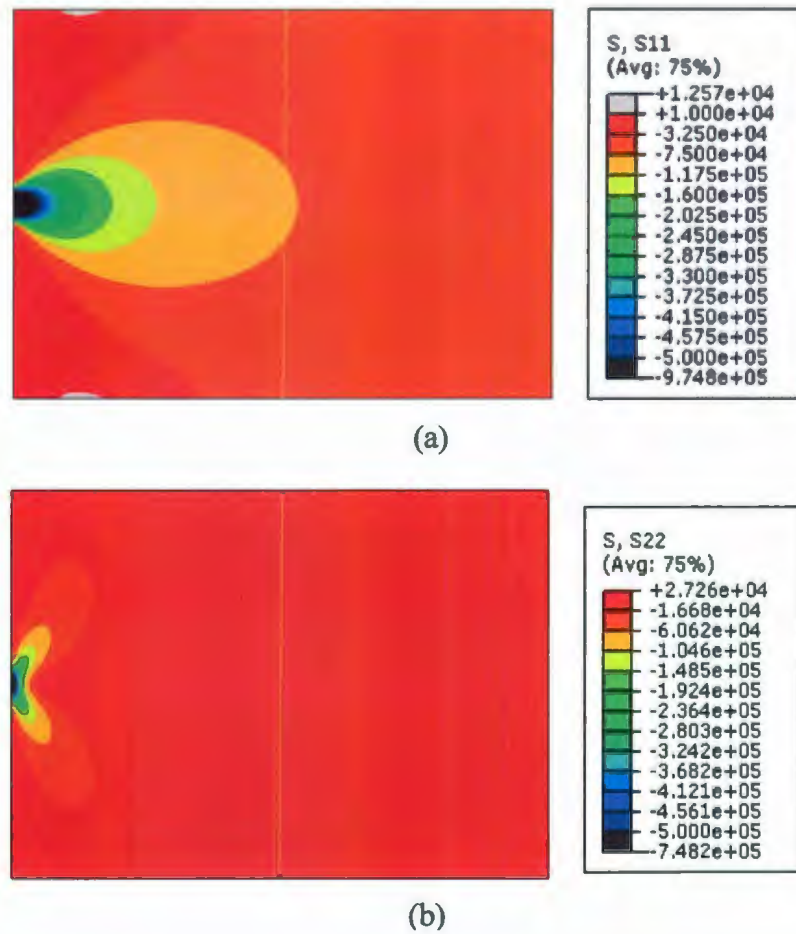 S, S11
(Avg: 75%)
+1.257e+04
+1.000e+04
-3.250e+04
-7.500e+04
-1.175e+05
-1.600e+05
-2.025e+05
-2.450e+05
-2.875e+05
-3.300e+05
-3.725e+05
-4.150e+05
-4.575e+05
-5.000e+05
-9.748e+05
(a)
S, S22
(Avg: 75%)
+2.726e+04
-1.668e+04
-6.062e+04
-1.046e+05
-1.485e+05
-1.924e+05
-2.364e+05
-2.803e+05
-3.242e+05
-3.682e+05
-4.121e+05
-4.561e+05
-5.000e+05
-7.482e+05
(b)